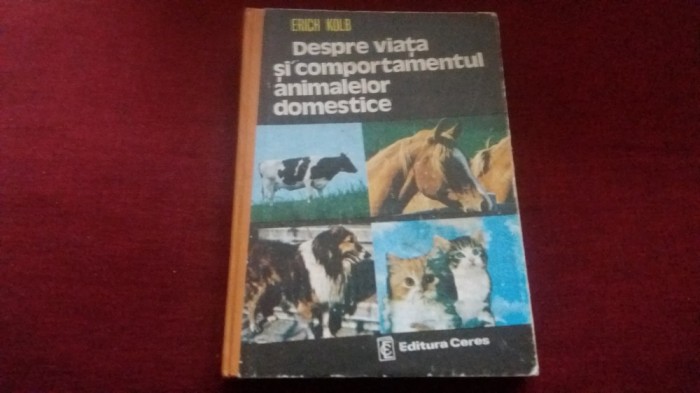 ERICH KOLB
Despre viața
și comportamentul
animalelor
domestice
Editura Ceres